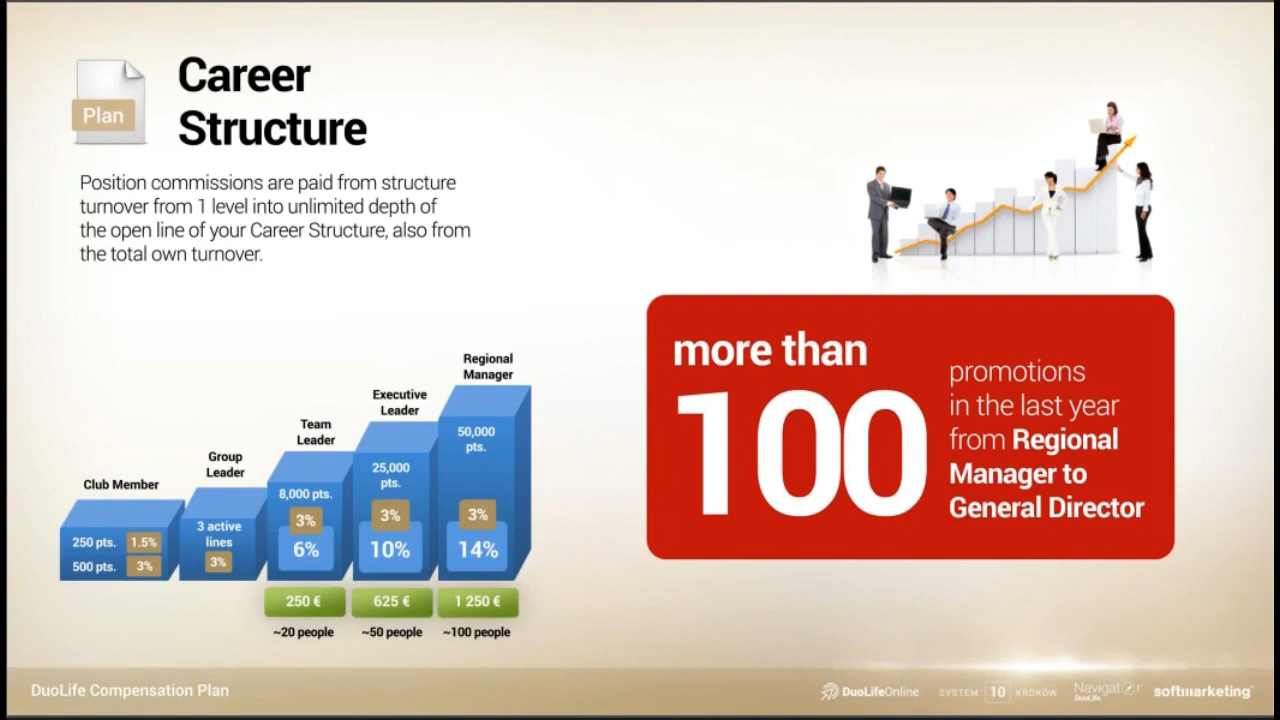 Plan
Career
Structure
Position commissions are paid from structure
turnover from 1 level into unlimited depth of
the open line of your Career Structure, also from
the total own turnover.
more than
100
promotions
in the last year
from Regional
Manager to
General Director
Club Member
250 pts. 1.5%
500 pts. 3%
Group
Leader
3 active
lines
3%
Team
Leader
8,000 pts.
3%
6%
250 €
~20 people
Executive
Leader
25,000
pts.
3%
10%
625 €
~50 people
Regional
Manager
50,000
pts.
3%
14%
1 250 €
~100 people
DuoLife Compensation Plan
DuoLifeOnline
SYSTEM 10 KROKÓW
Navigator
DuoLife
softmarketing